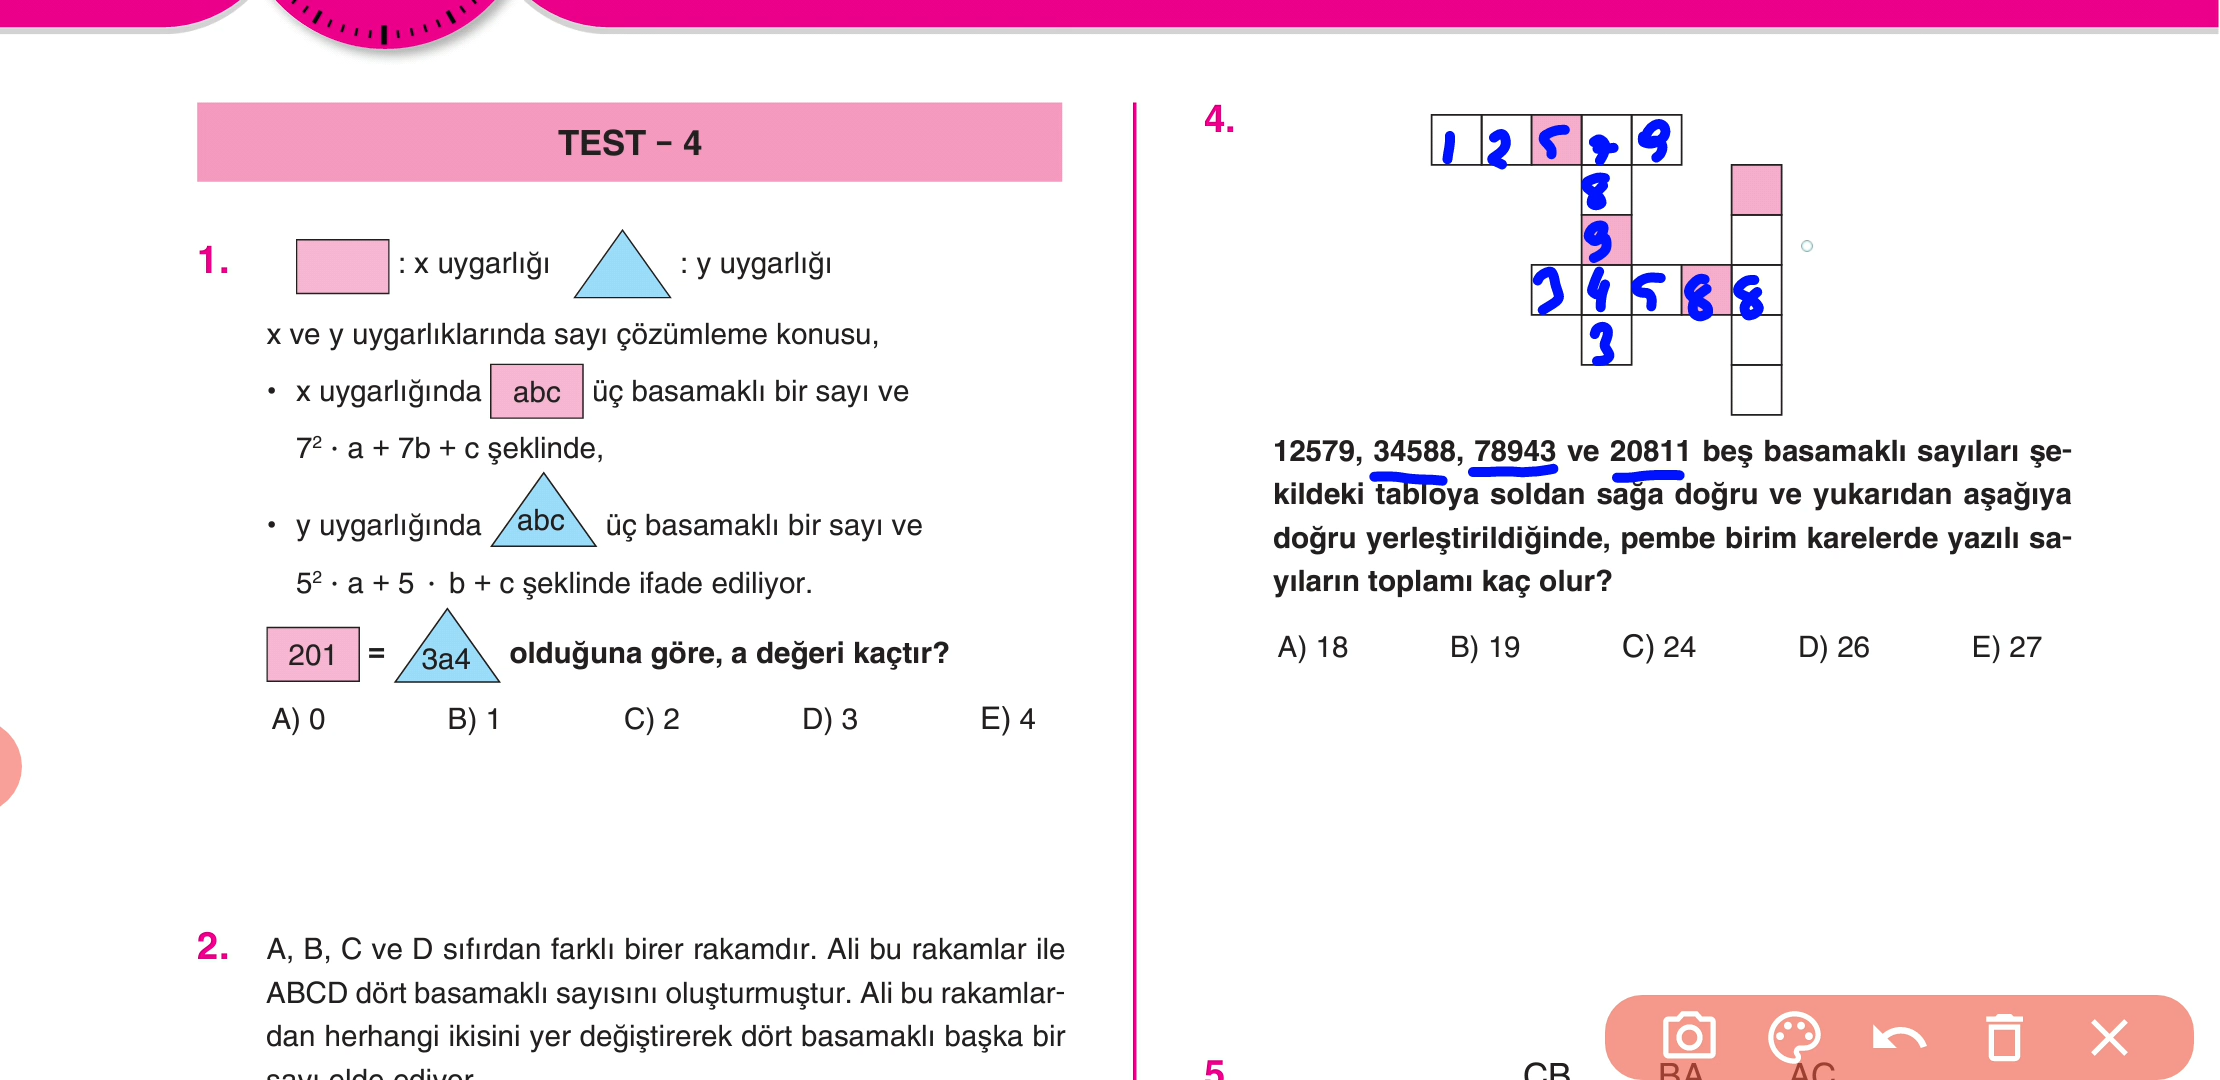 TEST – 4
1.
: x uygarlığı : y uygarlığı
x ve y uygarlıklarında sayı çözümleme konusu,
• x uygarlığında abc üç basamaklı bir sayı ve
7² · a + 7b + c şeklinde,
• y uygarlığında abc üç basamaklı bir sayı ve
5² · a + 5 · b + c şeklinde ifade ediliyor.
201 = 3a4 olduğuna göre, a değeri kaçtır?
A) 0 B) 1 C) 2 D) 3 E) 4
2. A, B, C ve D sıfırdan farklı birer rakamdır. Ali bu rakamlar ile
ABCD dört basamaklı sayısını oluşturmuştur. Ali bu rakamlar-
dan herhangi ikisini yer değiştirerek dört basamaklı başka bir
sayı elde ediyor.
4.
1 2 5 7 9
8
9
3 4 5 8 8
3
12579, 34588, 78943 ve 20811 beş basamaklı sayıları şe-
kildeki tabloya soldan sağa doğru ve yukarıdan aşağıya
doğru yerleştirildiğinde, pembe birim karelerde yazılı sa-
yıların toplamı kaç olur?
A) 18 B) 19 C) 24 D) 26 E) 27
5 CB BA AC